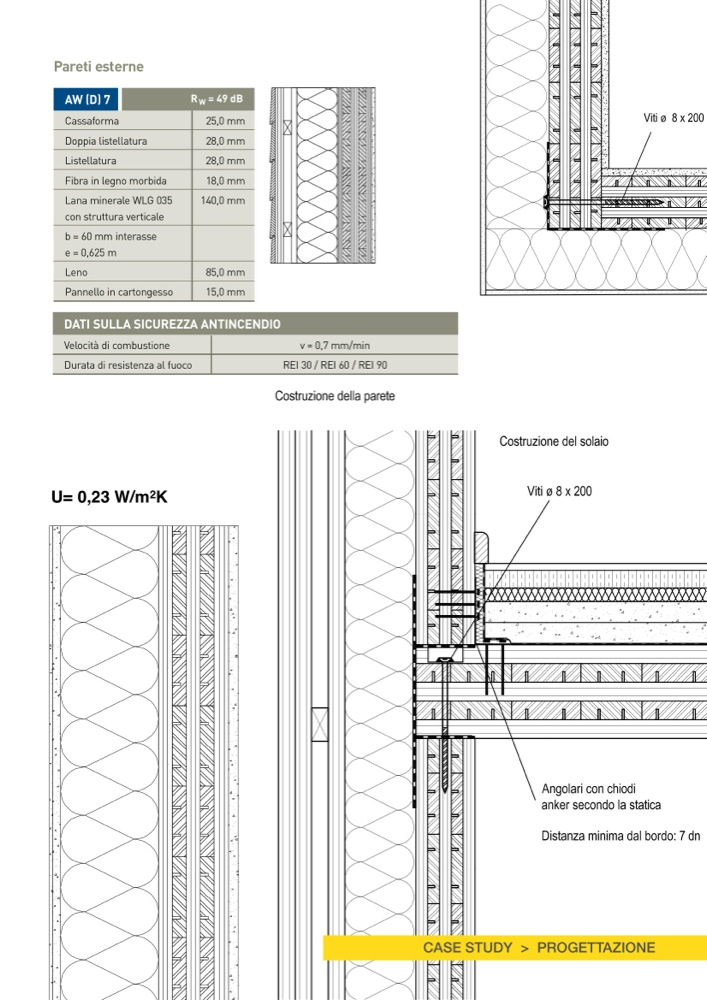 Pareti esterne
AW (D) 7 R W = 49 dB
Cassaforma 25,0 mm
Doppia listellatura 28,0 mm
Listellatura 28,0 mm
Fibra in legno morbida 18,0 mm
Lana minerale WLG 035 140,0 mm
con struttura verticale
b = 60 mm interasse
e = 0,625 m
Leno 85,0 mm
Pannello in cartongesso 15,0 mm
Viti ø 8 x 200
DATI SULLA SICUREZZA ANTINCENDIO
Velocità di combustione v = 0,7 mm/min
Durata di resistenza al fuoco REI 30 / REI 60 / REI 90
Costruzione della parete
Costruzione del solaio
Viti ø 8 x 200
U= 0,23 W/m²K
Angolari con chiodi
anker secondo la statica
Distanza minima dal bordo: 7 dn
CASE STUDY > PROGETTAZIONE